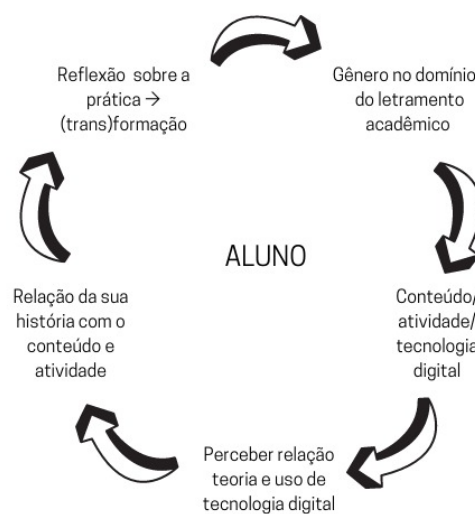 Reflexão sobre a
prática →
(trans)formação
Gênero no domínio
do letramento
acadêmico
ALUNO
Relação da sua
história com o
conteúdo e
atividade
Conteúdo/
atividade/
tecnologia
digital
Perceber relação
teoria e uso de
tecnologia digital